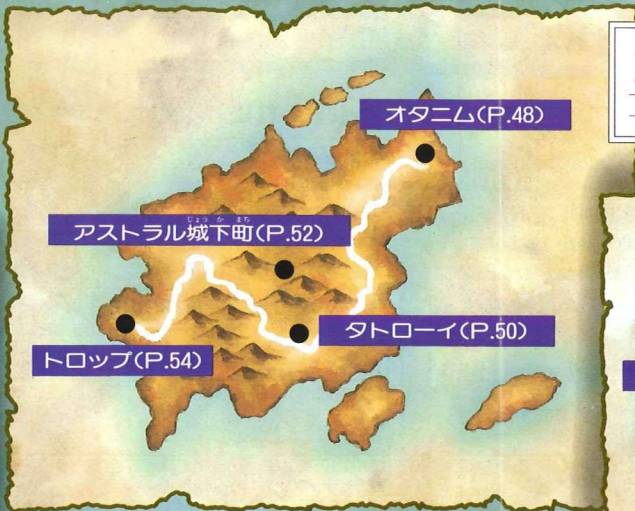 オタニム(P.48)
じょうかまち
アストラル城下町(P.52)
タトローイ(P.50)
トロップ(P.54)